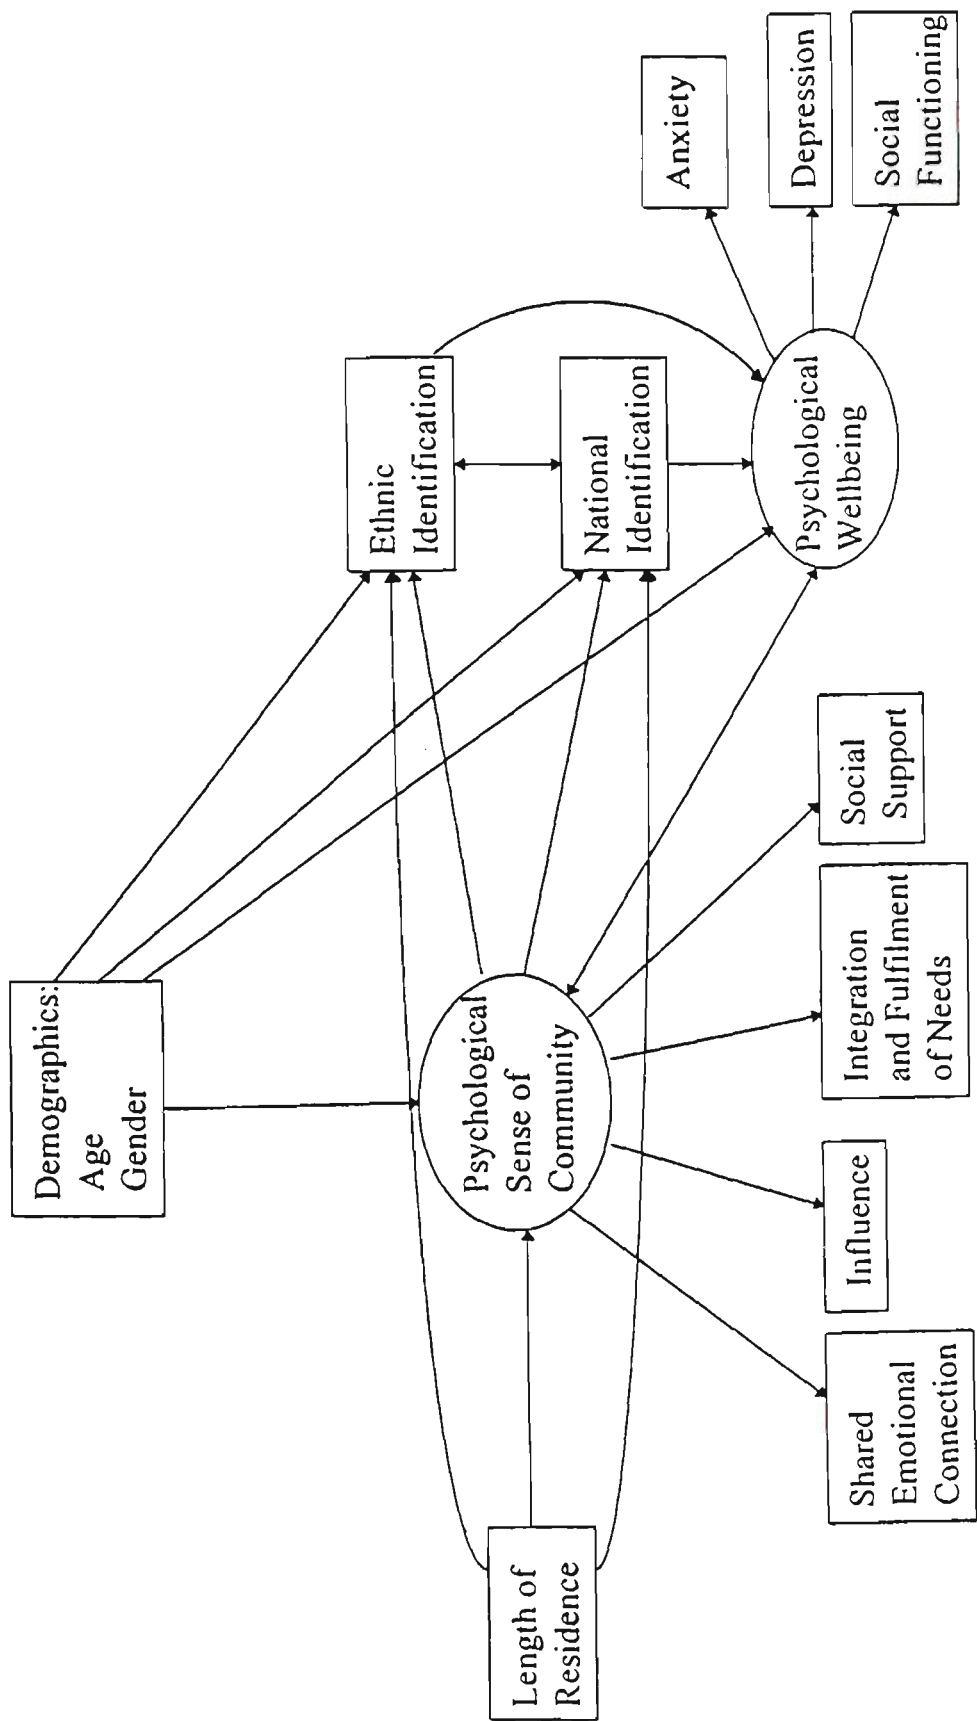 Demographics:
Age
Gender
Ethnic
Identification
National
Identification
Anxiety
Depression
Social
Functioning
Psychological
Wellbeing
Length of
Residence
Psychological
Sense of
Community
Shared
Emotional
Connection
Influence
Integration
and Fulfilment
of Needs
Social
Support